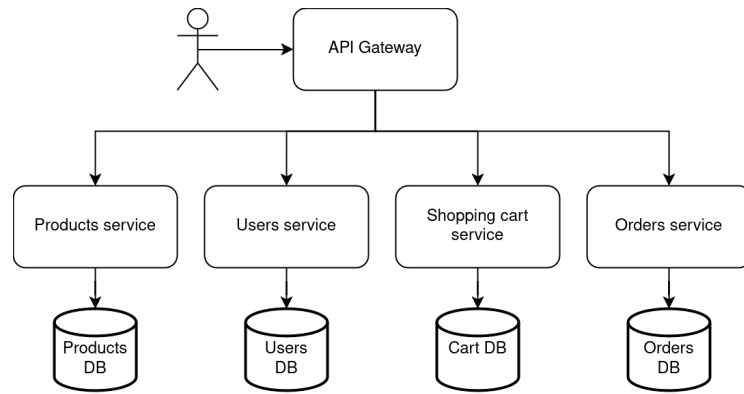 API Gateway
Products service
Users service
Shopping cart
service
Orders service
Products
DB
Users
DB
Cart DB
Orders
DB